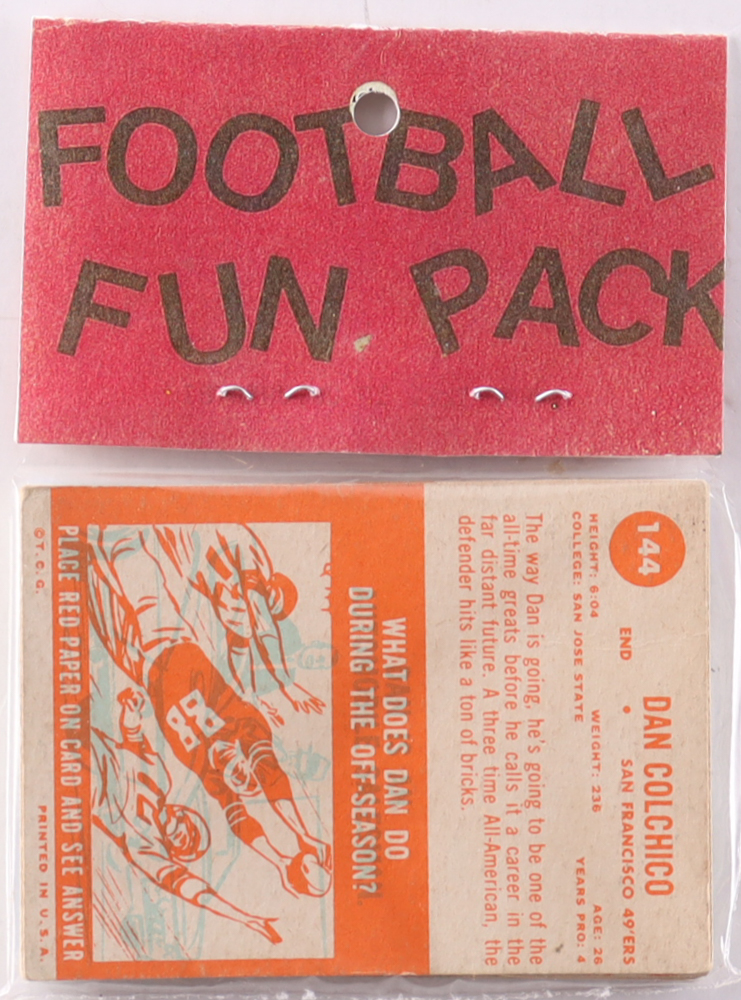 FOOTBALL
FUN PACK
144
DAN COLCHICO
END • SAN FRANCISCO 49'ERS
HEIGHT: 6:04 WEIGHT: 236 AGE: 26
COLLEGE: SAN JOSE STATE YEARS PRO: 4
The way Dan is going, he's going to be one of the
all-time greats before he calls it a career in the
far distant future. A three time All-American, the
defender hits like a ton of bricks.
WHAT DOES DAN DO
DURING THE OFF-SEASON?
88
PLACE RED PAPER ON CARD AND SEE ANSWER
©T.C.G. PRINTED IN U.S.A.